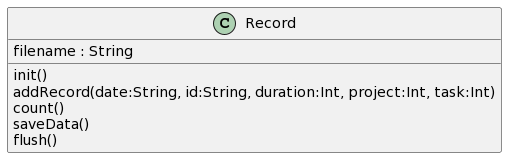 C Record
filename : String
init()
addRecord(date:String, id:String, duration:Int, project:Int, task:Int)
count()
saveData()
flush()